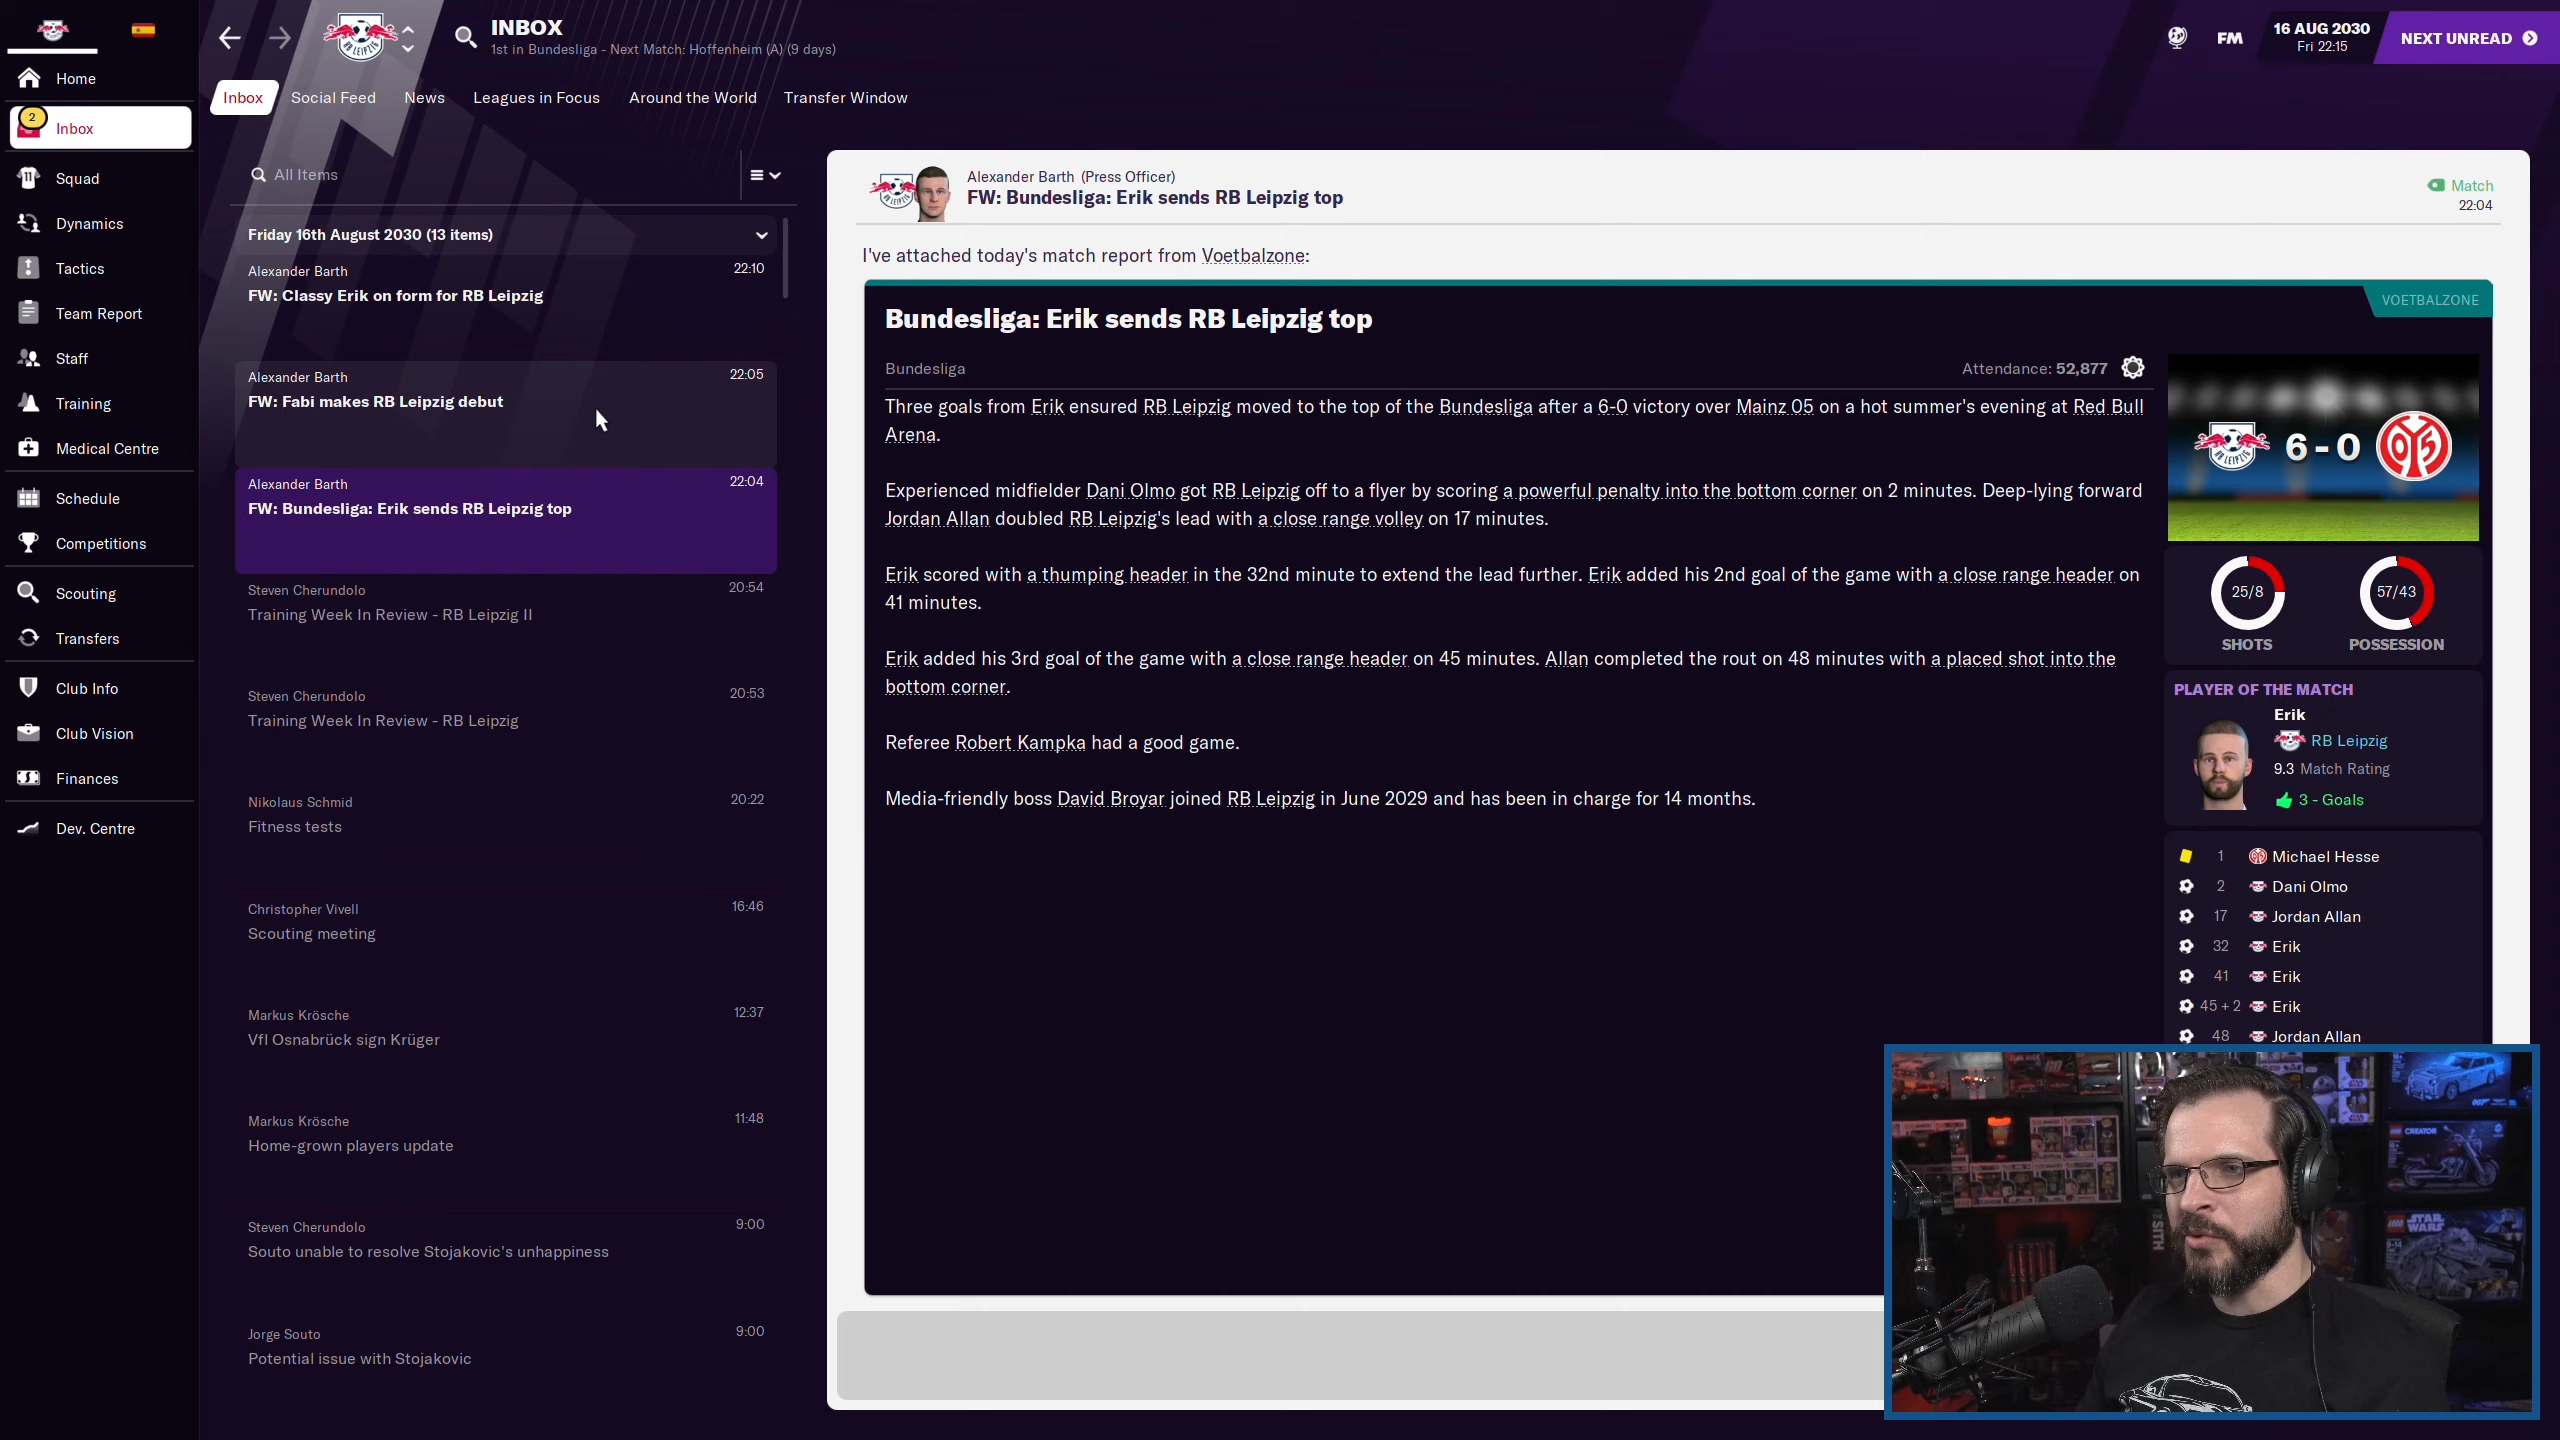 INBOX
1st in Bundesliga - Next Match: Hoffenheim (A) (9 days)
FM
16 AUG 2030
Fri 22:15
NEXT UNREAD
Home
2
Inbox
Squad
Dynamics
Tactics
Team Report
Staff
Training
Medical Centre
Schedule
Competitions
Scouting
Transfers
Club Info
Club Vision
Finances
Dev. Centre
Inbox
Social Feed
News
Leagues in Focus
Around the World
Transfer Window
All Items
Friday 16th August 2030 (13 items)
Alexander Barth
22:10
FW: Classy Erik on form for RB Leipzig
Alexander Barth
22:05
FW: Fabi makes RB Leipzig debut
Alexander Barth
22:04
FW: Bundesliga: Erik sends RB Leipzig top
Steven Cherundolo
20:54
Training Week In Review - RB Leipzig II
Steven Cherundolo
20:53
Training Week In Review - RB Leipzig
Nikolaus Schmid
20:22
Fitness tests
Christopher Vivell
16:46
Scouting meeting
Markus Krösche
12:37
Vfl Osnabrück sign Krüger
Markus Krösche
11:48
Home-grown players update
Steven Cherundolo
9:00
Souto unable to resolve Stojakovic's unhappiness
Jorge Souto
9:00
Potential issue with Stojakovic
Alexander Barth (Press Officer)
FW: Bundesliga: Erik sends RB Leipzig top
Match
22:04
I've attached today's match report from Voetbalzone:
VOETBALZONE
Bundesliga: Erik sends RB Leipzig top
Bundesliga
Attendance: 52,877
Three goals from Erik ensured RB Leipzig moved to the top of the Bundesliga after a 6-0 victory over Mainz 05 on a hot summer's evening at Red Bull
Arena.
Experienced midfielder Dani Olmo got RB Leipzig off to a flyer by scoring a powerful penalty into the bottom corner on 2 minutes. Deep-lying forward
Jordan Allan doubled RB Leipzig's lead with a close range volley on 17 minutes.
Erik scored with a thumping header in the 32nd minute to extend the lead further. Erik added his 2nd goal of the game with a close range header on
41 minutes.
Erik added his 3rd goal of the game with a close range header on 45 minutes. Allan completed the rout on 48 minutes with a placed shot into the
bottom corner.
Referee Robert Kampka had a good game.
Media-friendly boss David Broyar joined RB Leipzig in June 2029 and has been in charge for 14 months.
RB LEIPZIG
6 - 0
25/8
SHOTS
57/43
POSSESSION
PLAYER OF THE MATCH
Erik
RB Leipzig
9.3 Match Rating
3 - Goals
1 Michael Hesse
2 Dani Olmo
17 Jordan Allan
32 Erik
41 Erik
45 + 2 Erik
48 Jordan Allan
007
CREATOR
STAR WARS
SITH